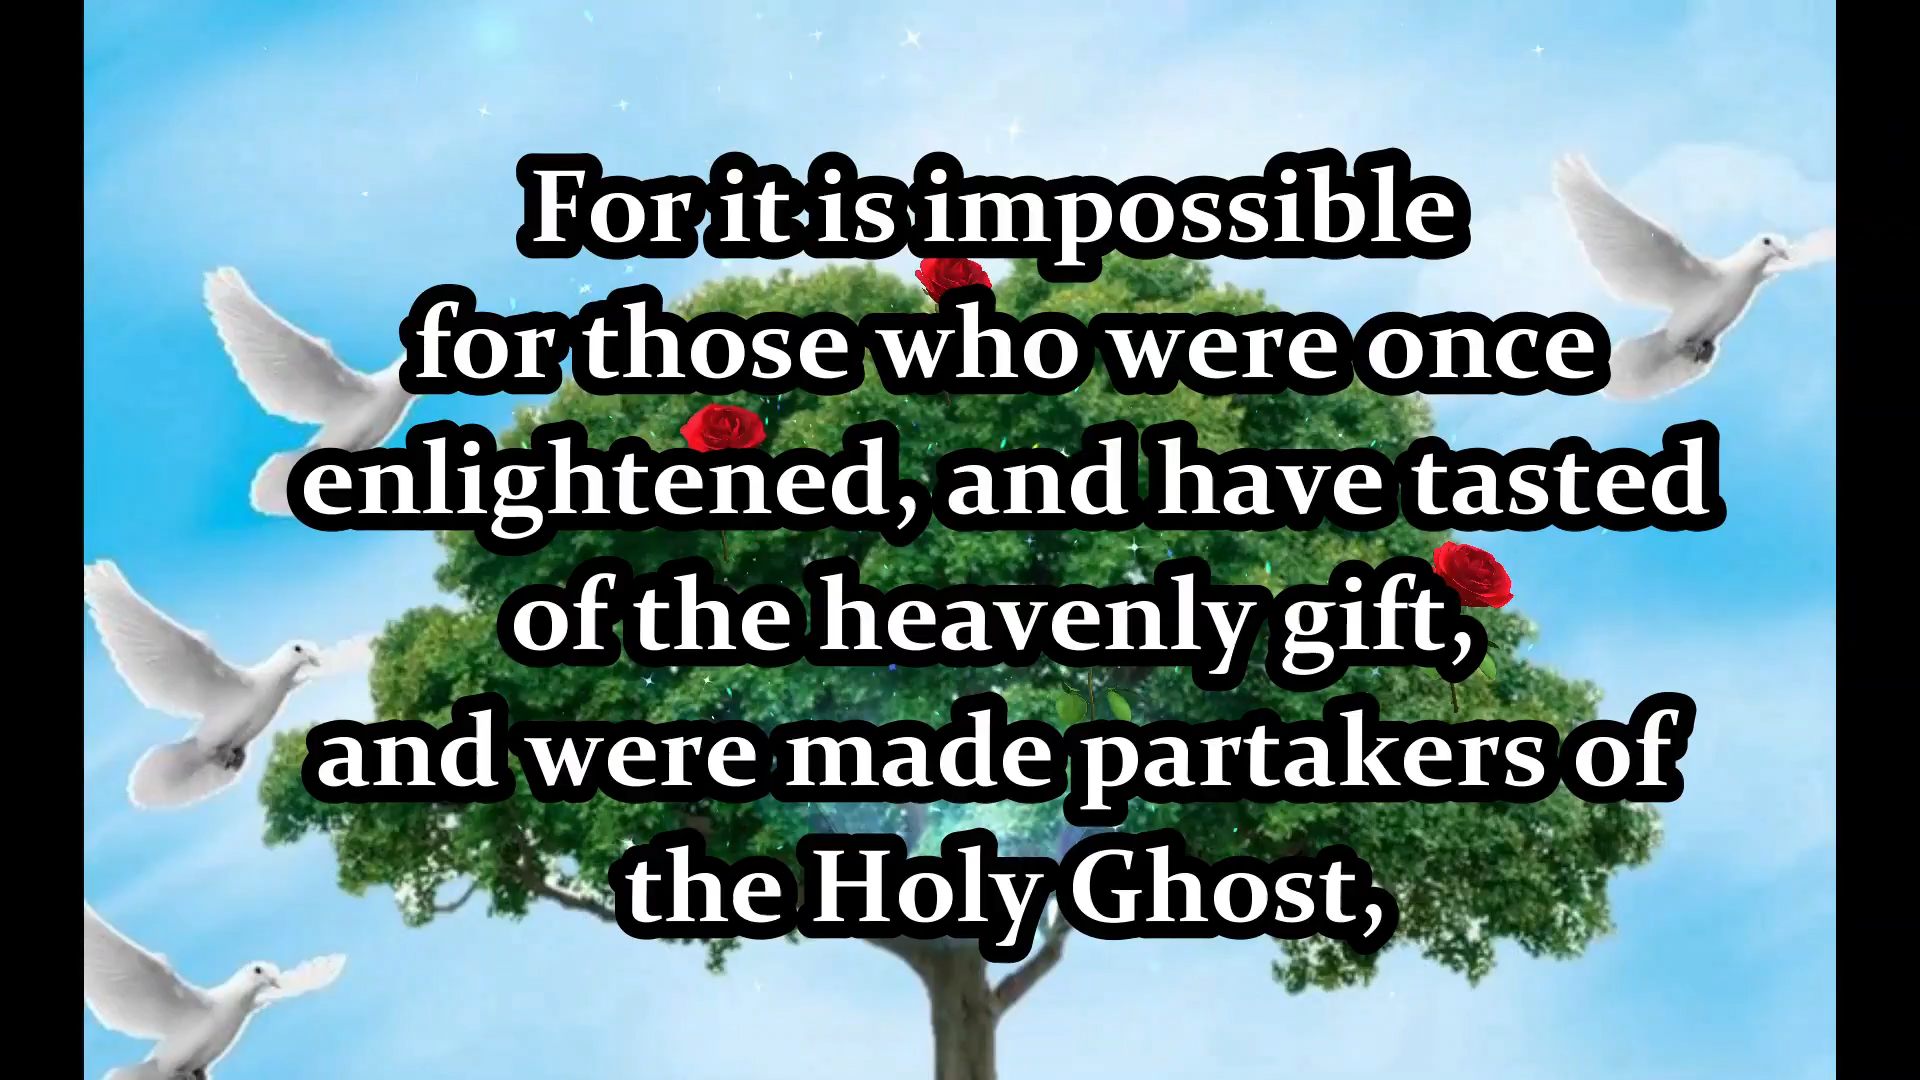 For it is impossible
for those who were once
enlightened, and have tasted
of the heavenly gift,
and were made partakers of
the Holy Ghost,